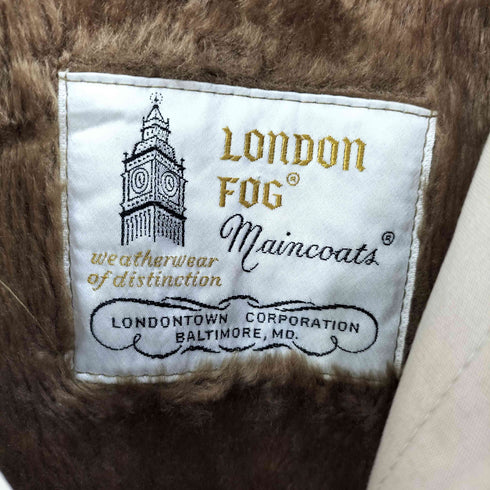 LONDON
FOG®
Maincoats®
weatherwear
of distinction
LONDONTOWN CORPORATION
BALTIMORE, MD.